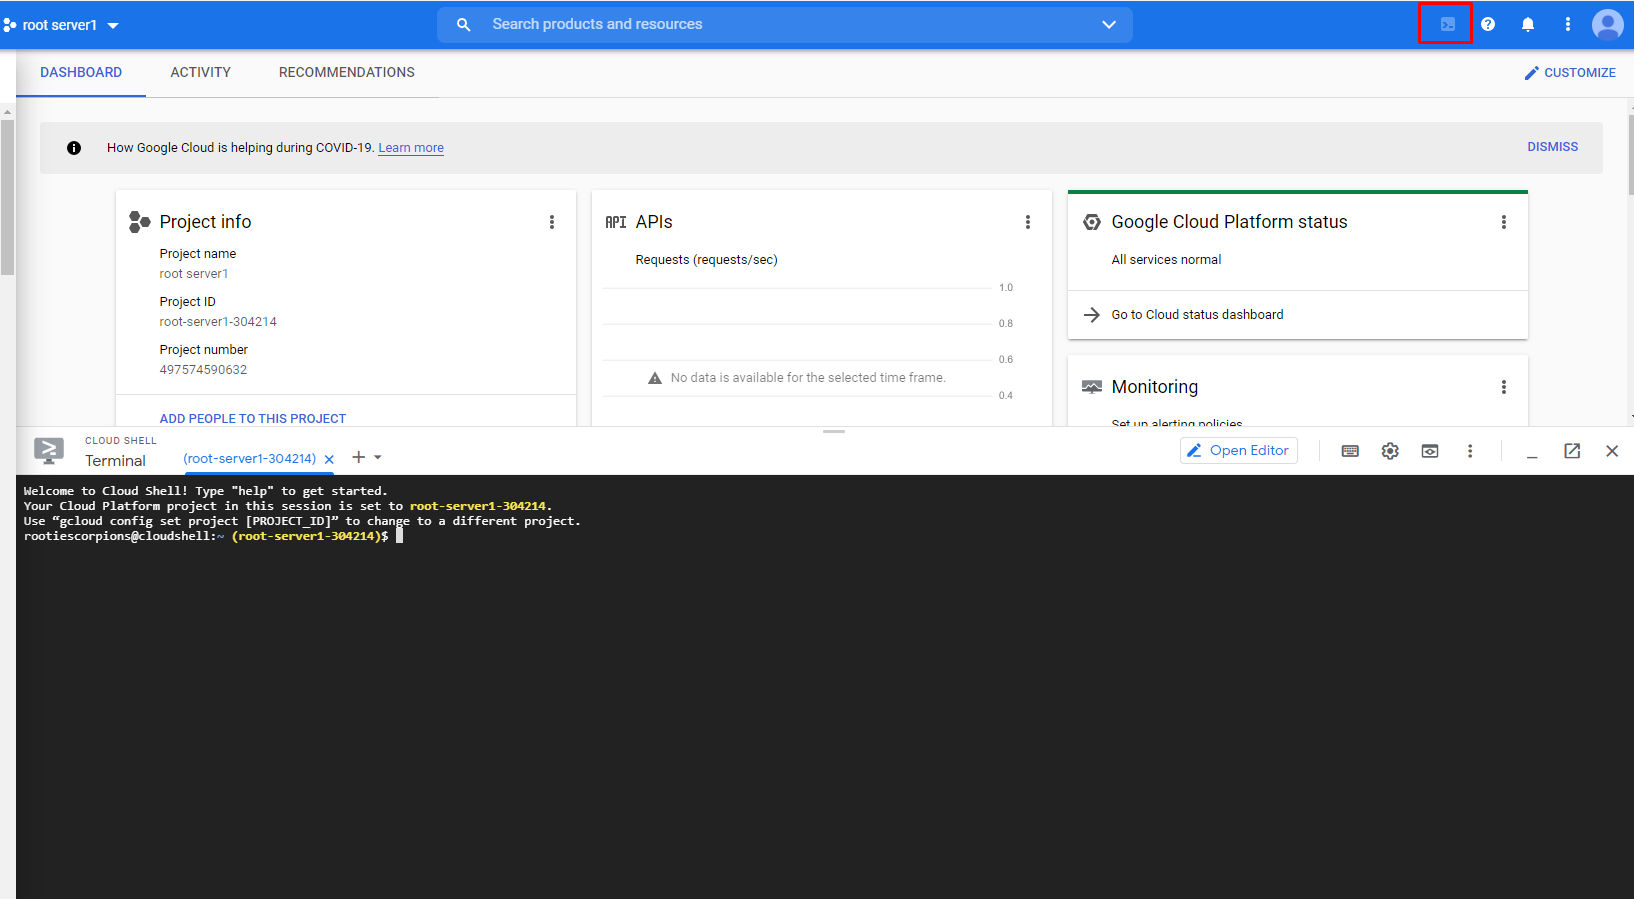 root server1
Search products and resources
DASHBOARD
ACTIVITY
RECOMMENDATIONS
CUSTOMIZE
How Google Cloud is helping during COVID-19. Learn more
DISMISS
Project info
Project name
root server1
Project ID
root-server1-304214
Project number
497574590632
ADD PEOPLE TO THIS PROJECT
API APIs
Requests (requests/sec)
1.0
0.8
0.6
No data is available for the selected time frame.
0.4
Google Cloud Platform status
All services normal
Go to Cloud status dashboard
Monitoring
Set up alerting policies
CLOUD SHELL
Terminal
(root-server1-304214)
Open Editor
Welcome to Cloud Shell! Type "help" to get started.
Your Cloud Platform project in this session is set to root-server1-304214.
Use “gcloud config set project [PROJECT_ID]” to change to a different project.
rootiescorpions@cloudshell:~ (root-server1-304214)$